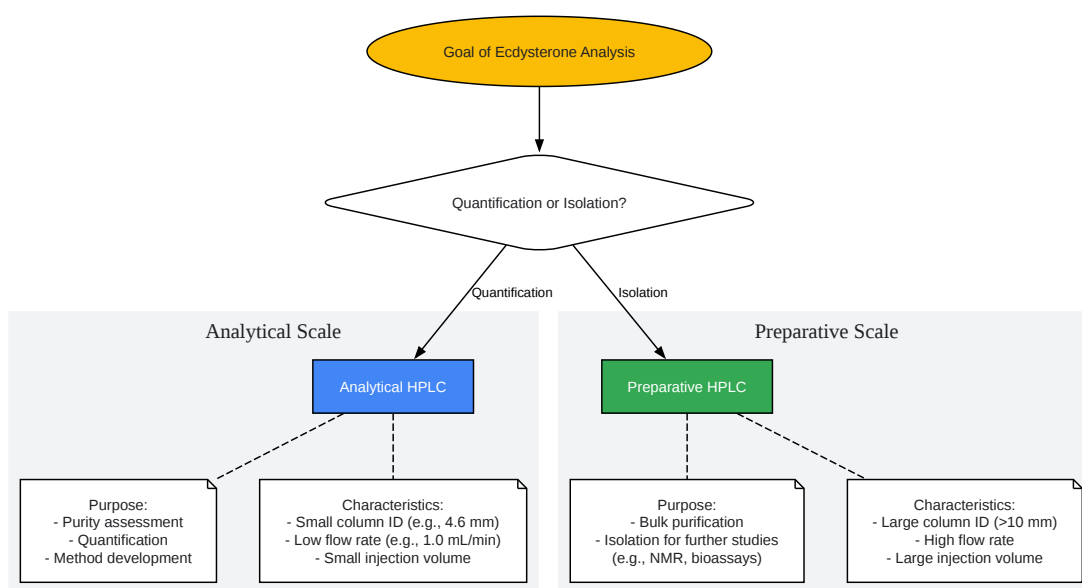 Goal of Ecdysterone Analysis
Quantification or Isolation?
Quantification
Isolation
Analytical Scale
Analytical HPLC
Purpose:
- Purity assessment
- Quantification
- Method development
Characteristics:
- Small column ID (e.g., 4.6 mm)
- Low flow rate (e.g., 1.0 mL/min)
- Small injection volume
Preparative Scale
Preparative HPLC
Purpose:
- Bulk purification
- Isolation for further studies
(e.g., NMR, bioassays)
Characteristics:
- Large column ID (>10 mm)
- High flow rate
- Large injection volume